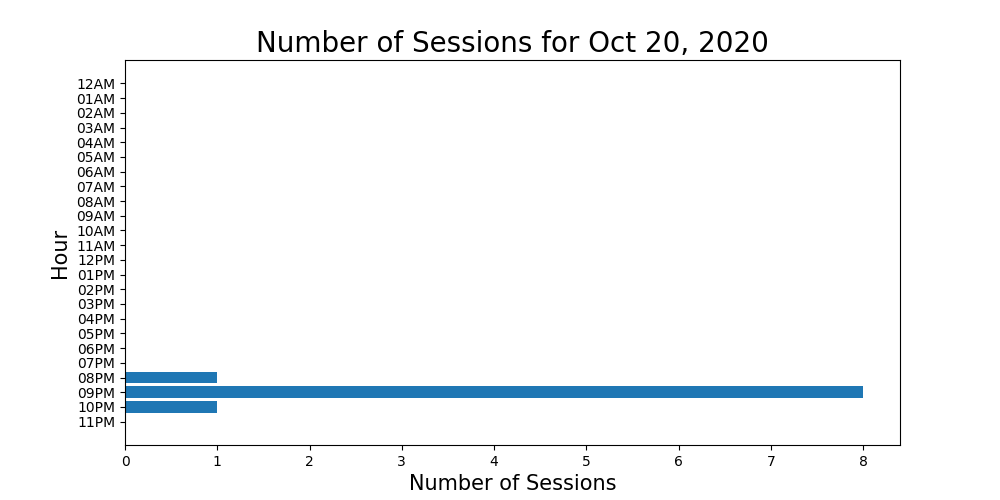 Number of Sessions for Oct 20, 2020
Hour
12AM
01AM
02AM
03AM
04AM
05AM
06AM
07AM
08AM
09AM
10AM
11AM
12PM
01PM
02PM
03PM
04PM
05PM
06PM
07PM
08PM
09PM
10PM
11PM
0 1 2 3 4 5 6 7 8
Number of Sessions